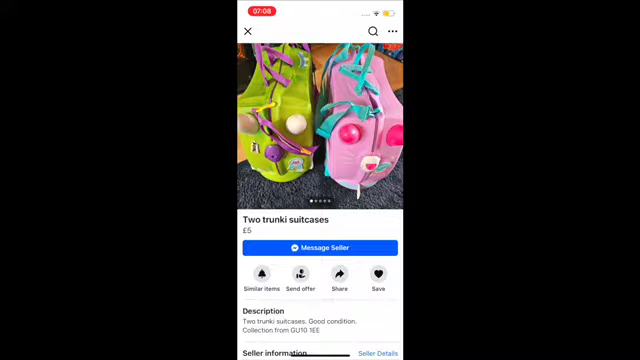 07:08
Two trunki suitcases
£5
Message Seller
Similar items
Send offer
Share
Save
Description
Two trunki suitcases. Good condition.
Collection from GU10 1EE
Seller information
Seller Details